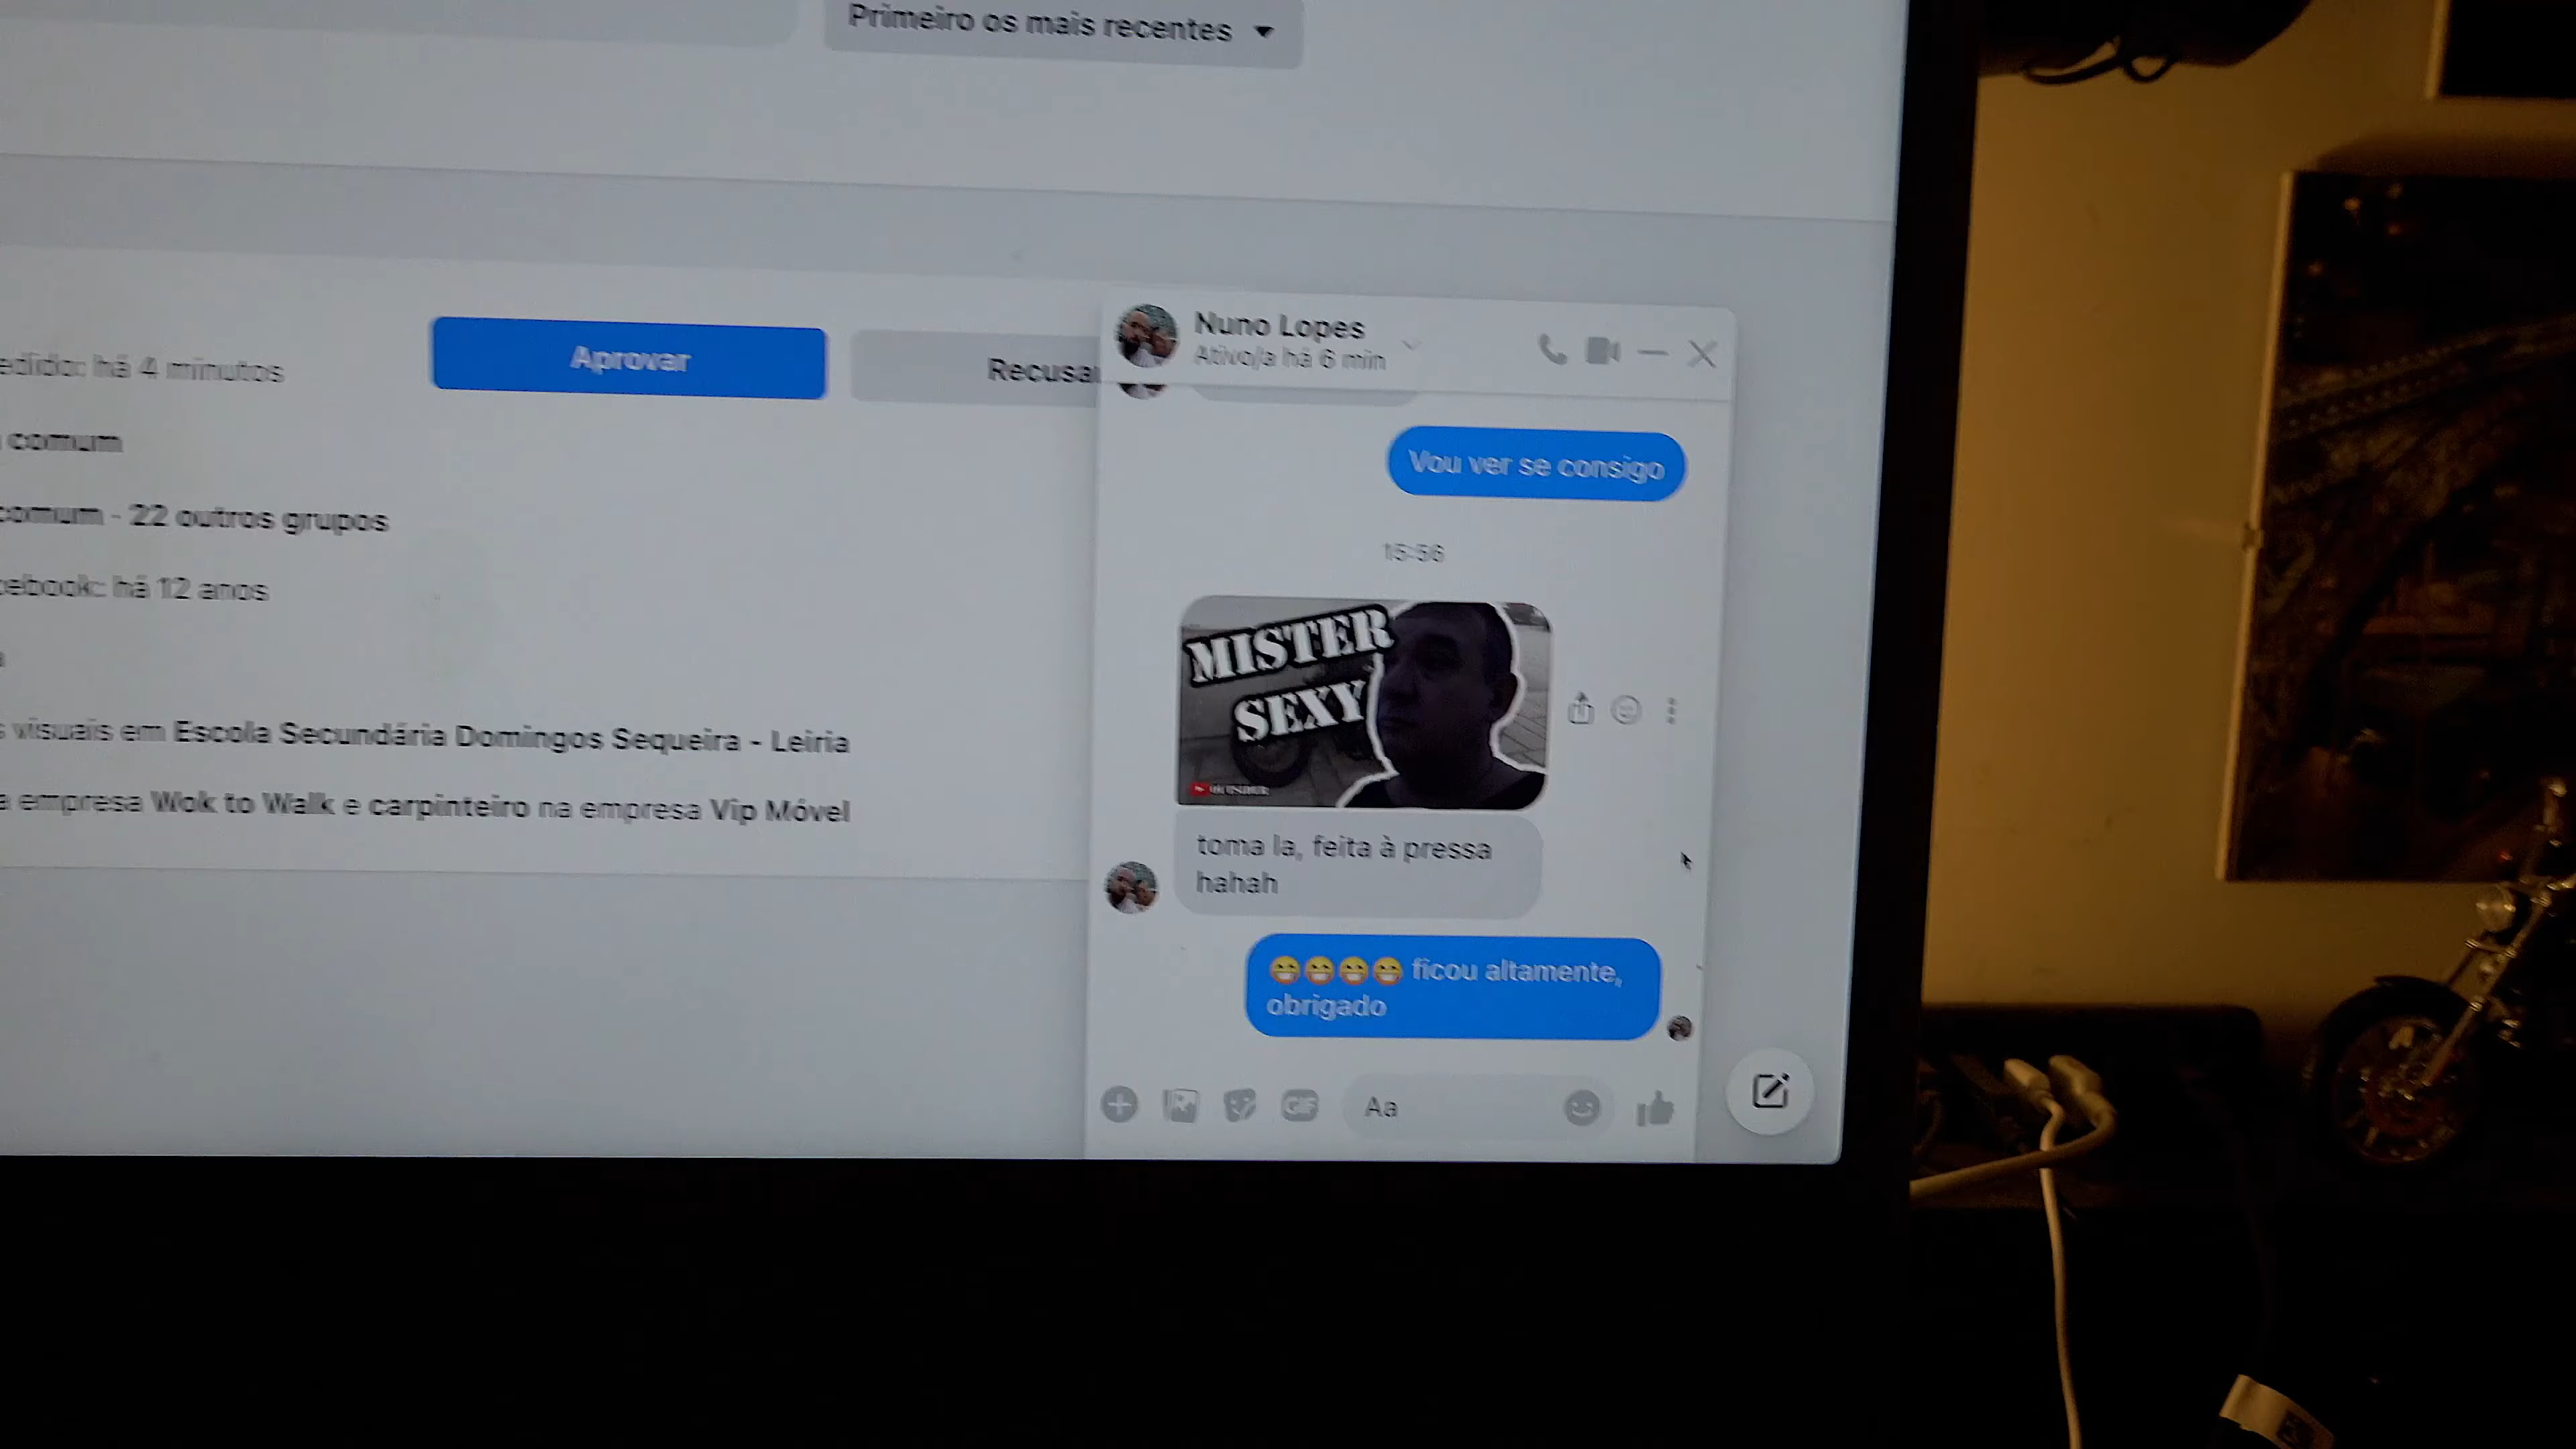 Primeiro os mais recentes
edido: há 4 minutos
Aprovar
Recusa
comum
comum - 22 outros grupos
cebook: há 12 anos
s visuais em Escola Secundária Domingos Sequeira - Leiria
a empresa Wok to Walk e carpinteiro na empresa Vip Móvel
Nuno Lopes
Ativo/a há 6 min
Vou ver se consigo
15:56
MISTER
SEXY
toma la, feita à pressa
hahah
😁😁😁😁 ficou altamente,
obrigado
GIF
Aa